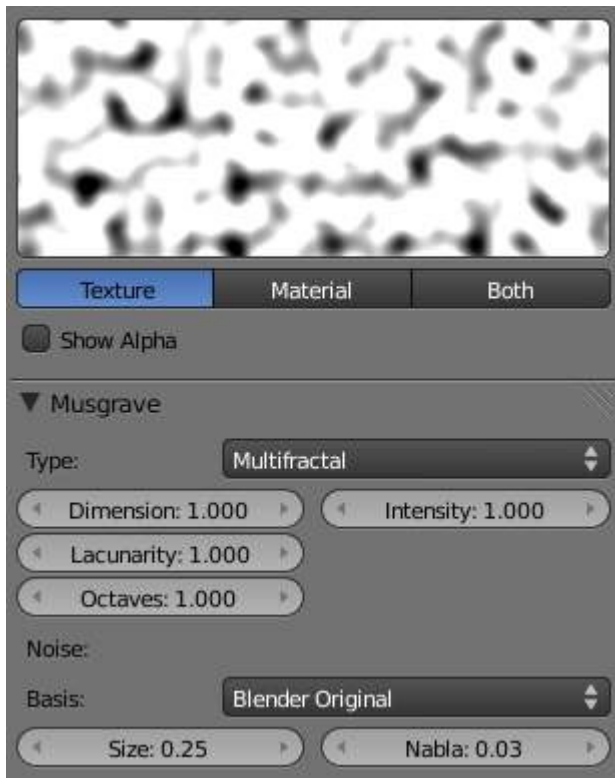 Texture Material Both
Show Alpha
Musgrave
Type: Multifractal
Dimension: 1.000 Intensity: 1.000
Lacunarity: 1.000
Octaves: 1.000
Noise:
Basis: Blender Original
Size: 0.25 Nabla: 0.03